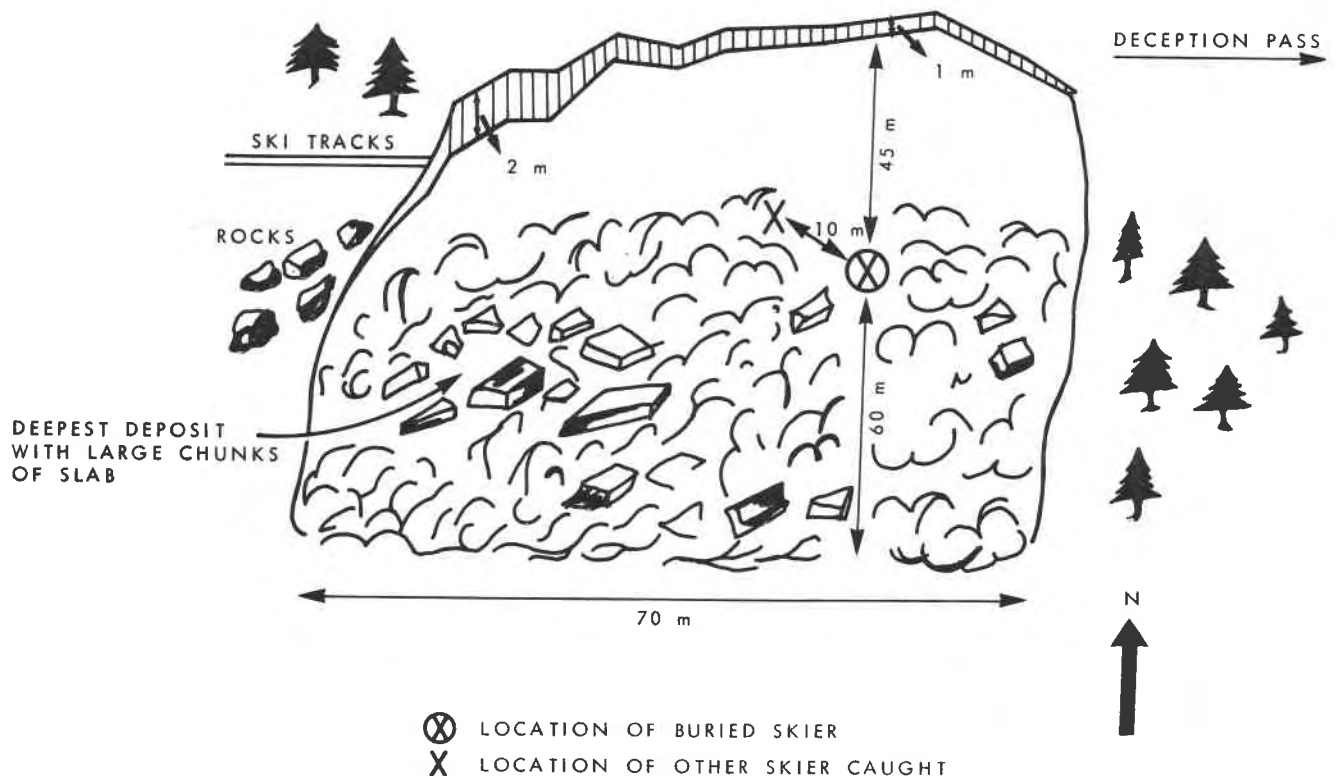 DECEPTION PASS
1 m
SKI TRACKS
2 m
45 m
ROCKS
10 m
X
X
DEEPEST DEPOSIT
WITH LARGE CHUNKS
OF SLAB
60 m
70 m
N
X LOCATION OF BURIED SKIER
X LOCATION OF OTHER SKIER CAUGHT